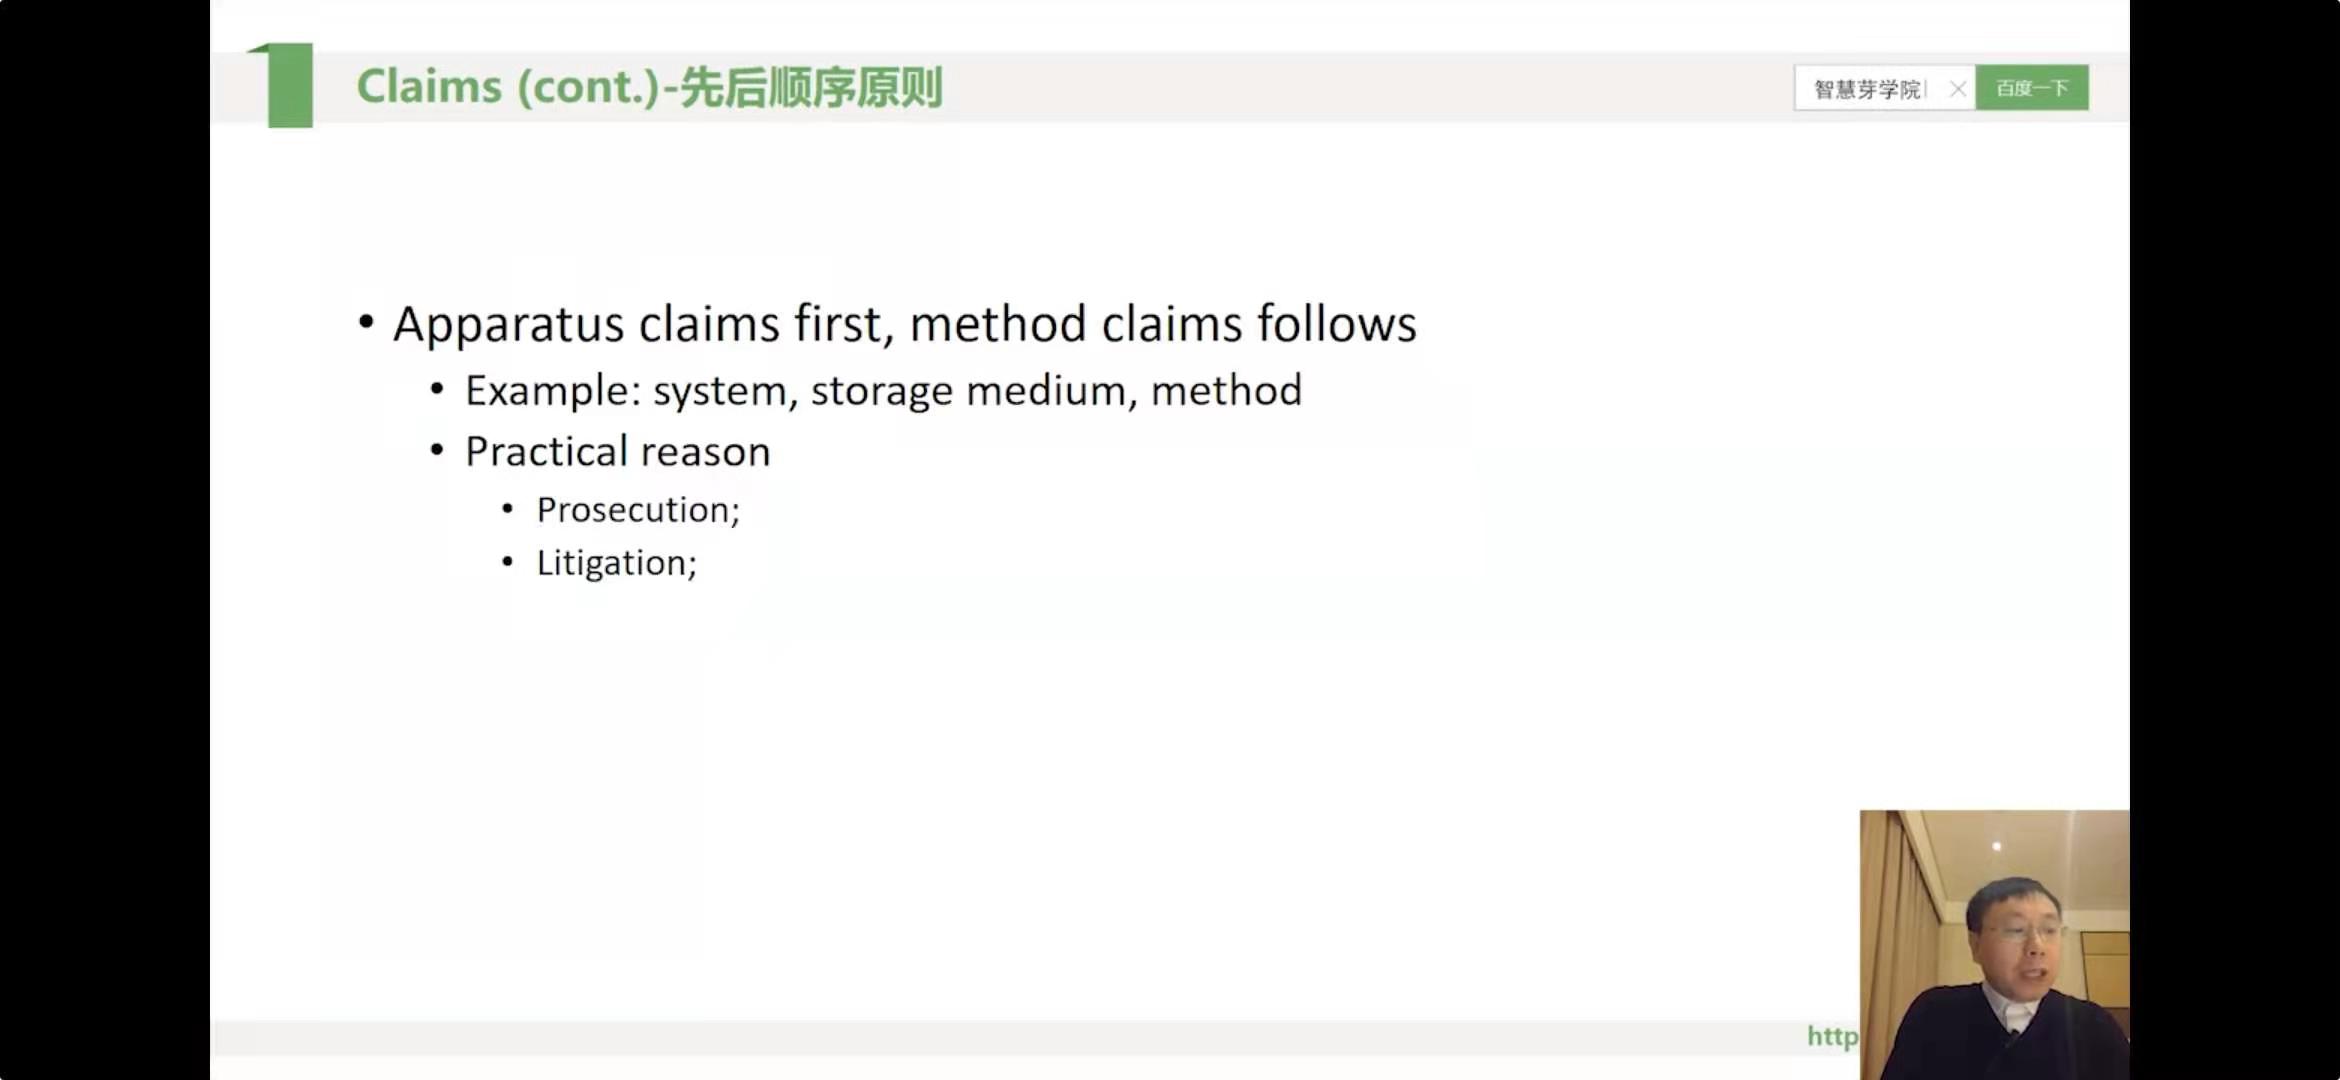 Claims (cont.)-先后顺序原则
智慧芽学院
百度一下
• Apparatus claims first, method claims follows
• Example: system, storage medium, method
• Practical reason
• Prosecution;
• Litigation;
http